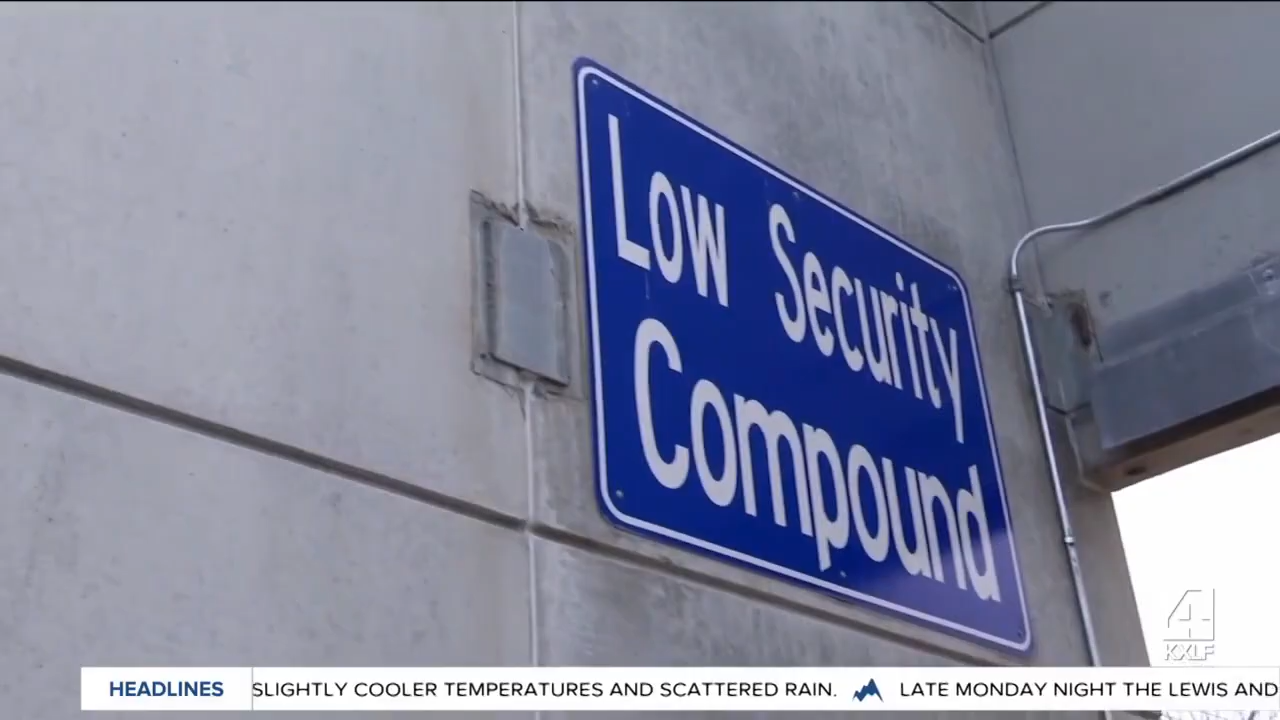 Low Security
Compound
4
KXLF
HEADLINES
SLIGHTLY COOLER TEMPERATURES AND SCATTERED RAIN. LATE MONDAY NIGHT THE LEWIS AND